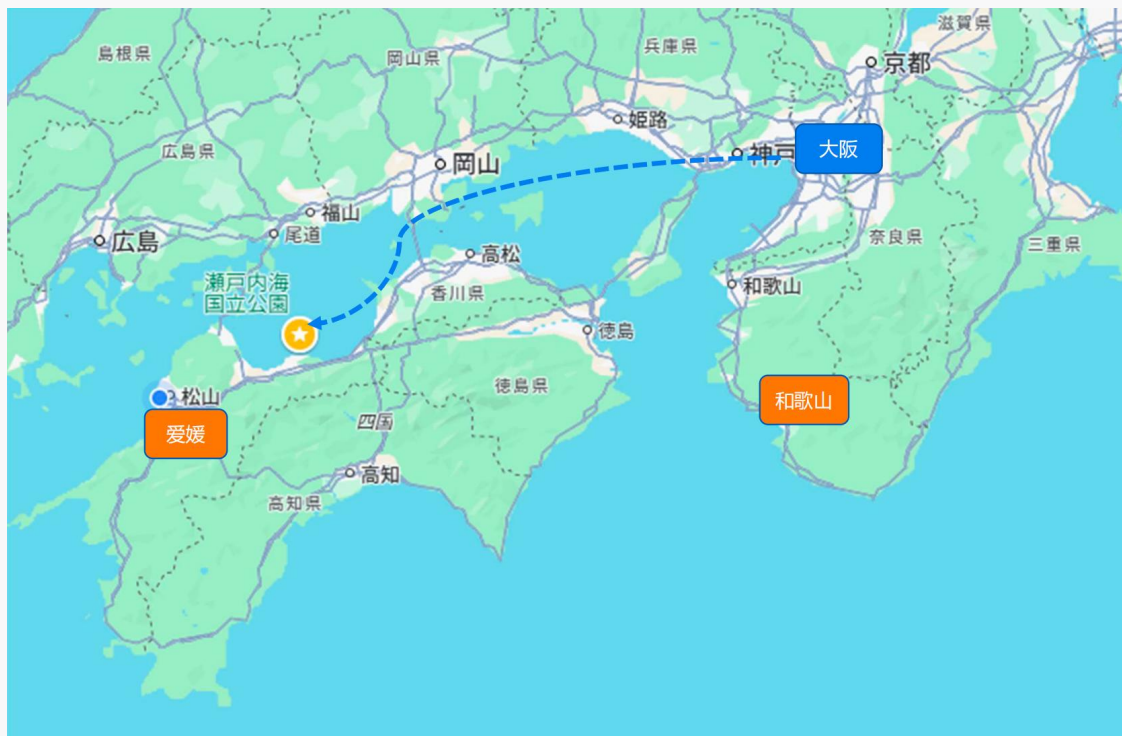 滋賀県
島根県
兵庫県
岡山県
京都
姫路
広島県
岡山
神戸
大阪
福山
尾道
広島
奈良県
三重県
高松
瀬戸内海
国立公園
香川県
和歌山
徳島
徳島県
松山
和歌山
四国
愛媛
高知
高知県